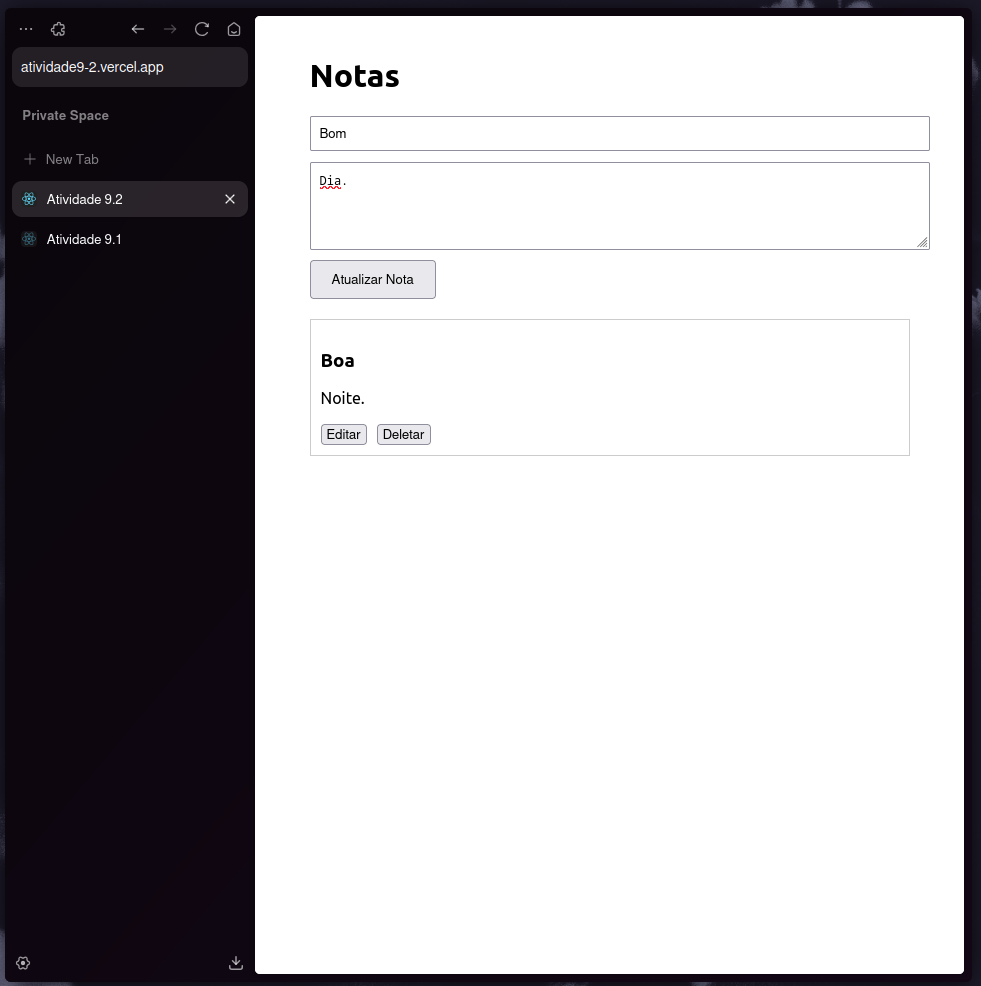 atividade9-2.vercel.app
Private Space
New Tab
Atividade 9.2
Atividade 9.1
Notas
Bom
Dia.
Atualizar Nota
Boa
Noite.
Editar Deletar